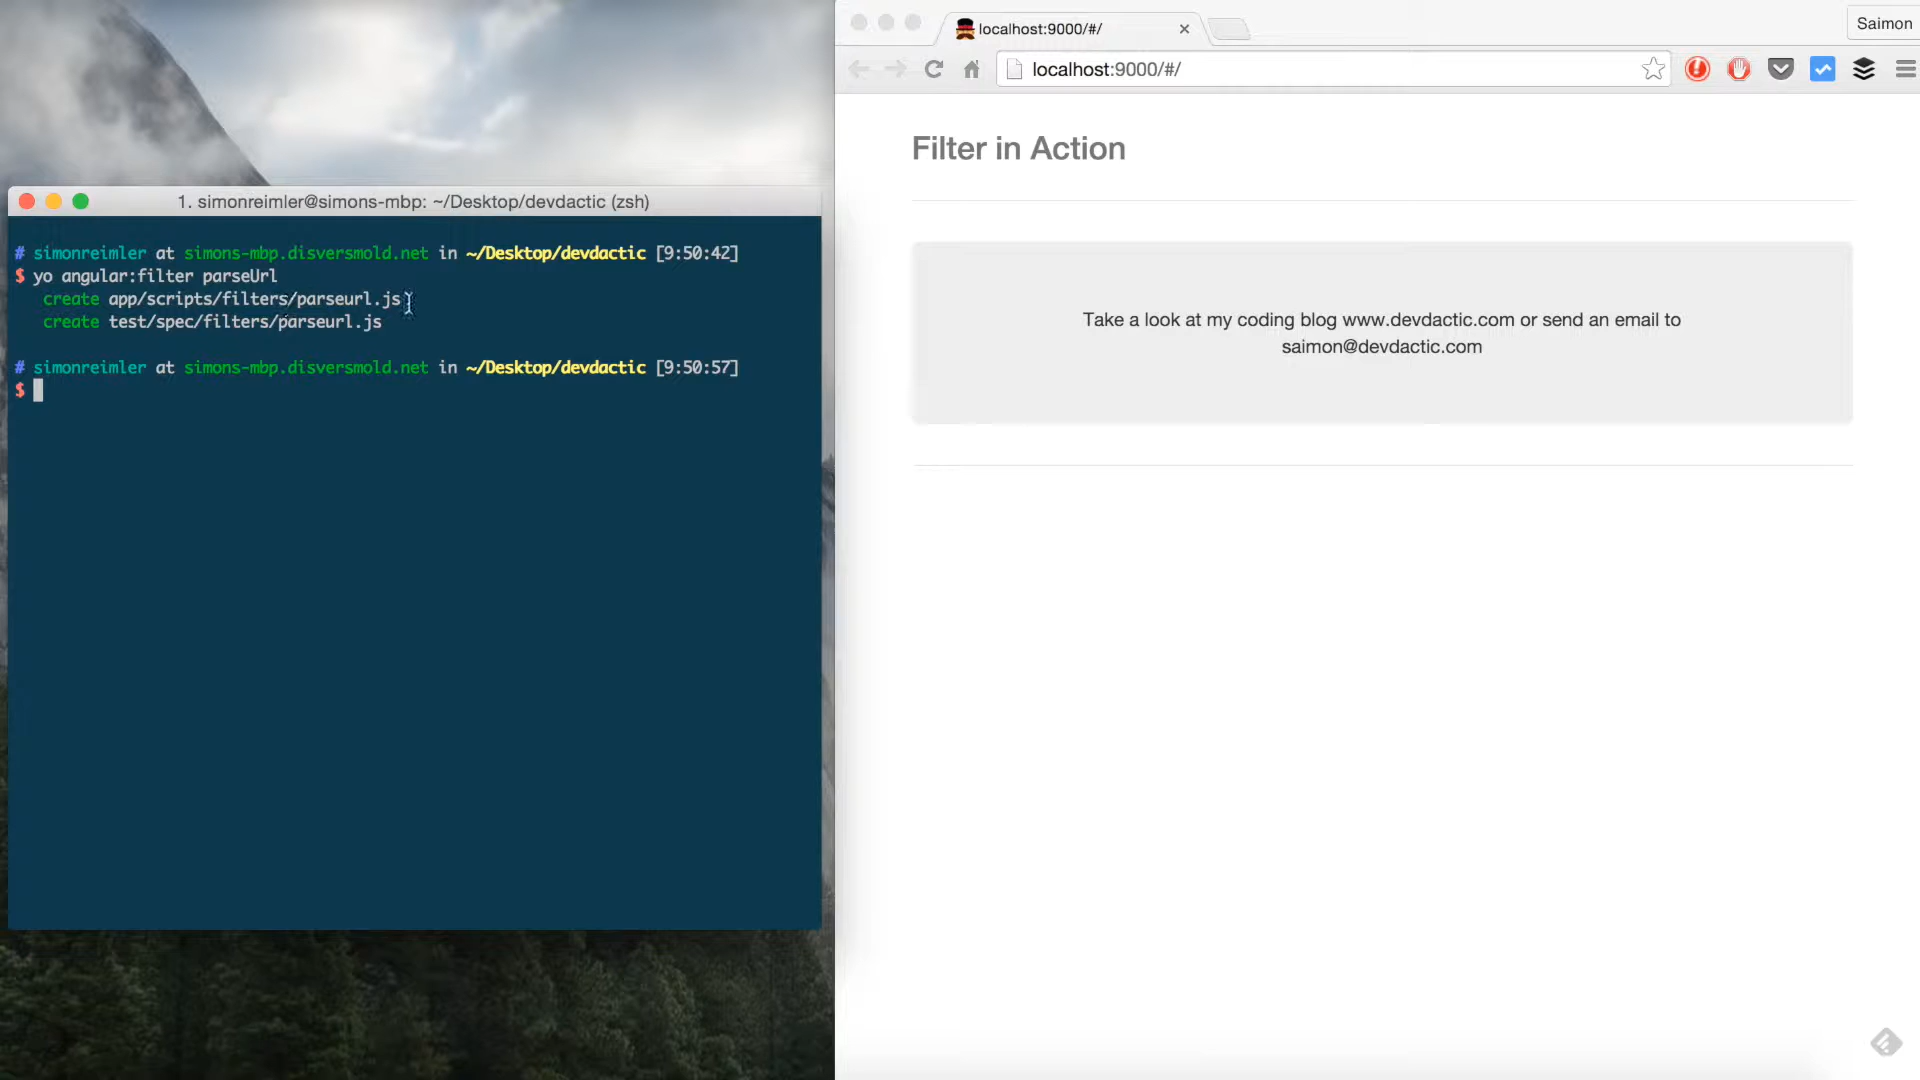 localhost:9000/#/
Saimon
localhost:9000/#/
Filter in Action
Take a look at my coding blog www.devdactic.com or send an email to
saimon@devdactic.com
1. simonreimler@simons-mbp: ~/Desktop/devdactic (zsh)
# simonreimler at simons-mbp.disversmold.net in ~/Desktop/devdactic [9:50:42]
$ yo angular:filter parseUrl
create app/scripts/filters/parseurl.js
create test/spec/filters/parseurl.js
# simonreimler at simons-mbp.disversmold.net in ~/Desktop/devdactic [9:50:57]
$